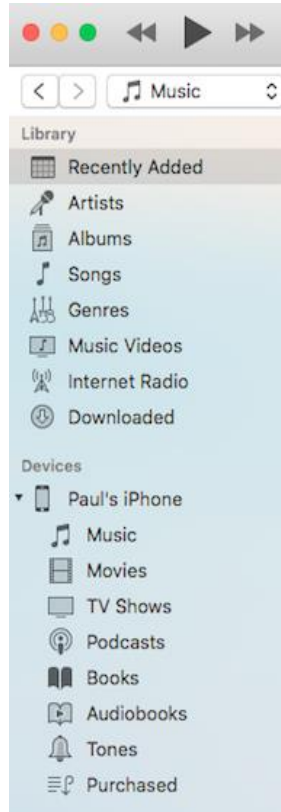 Music
Library
Recently Added
Artists
Albums
Songs
Genres
Music Videos
Internet Radio
Downloaded
Devices
Paul's iPhone
Music
Movies
TV Shows
Podcasts
Books
Audiobooks
Tones
Purchased